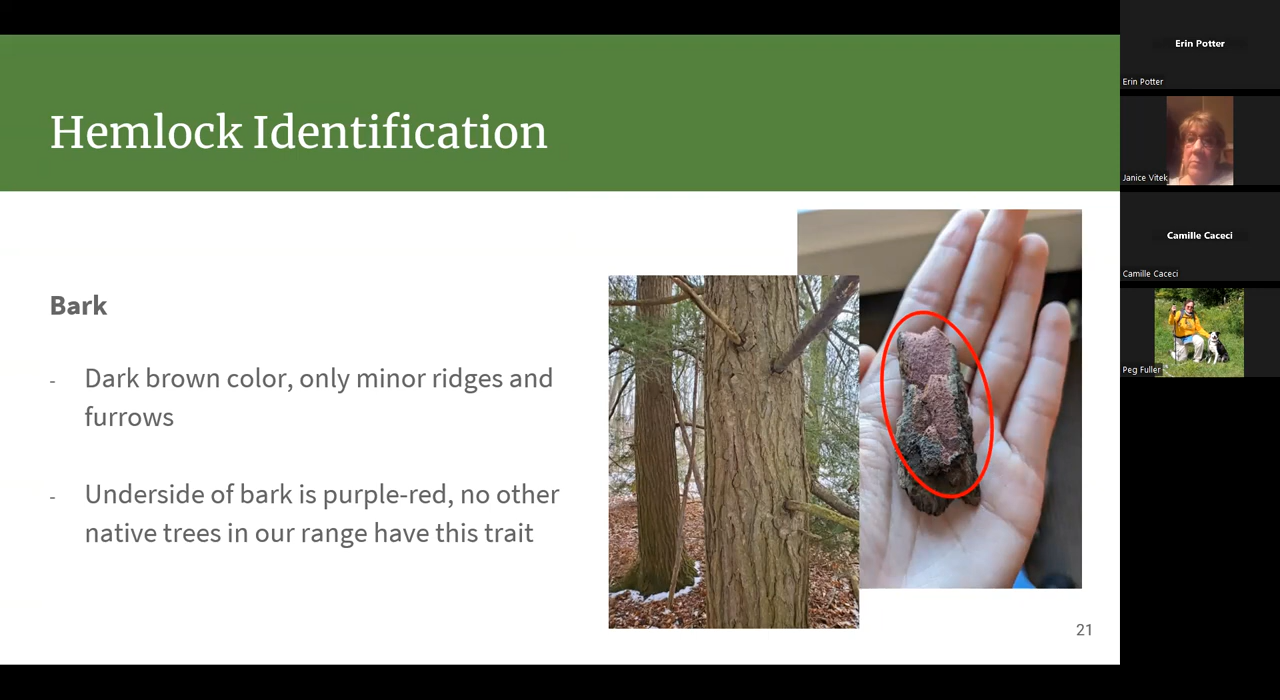 Hemlock Identification
Bark
- Dark brown color, only minor ridges and
furrows
- Underside of bark is purple-red, no other
native trees in our range have this trait
21
Erin Potter
Erin Potter
Janice Vitek
Camille Caceci
Camille Caceci
Peg Fuller